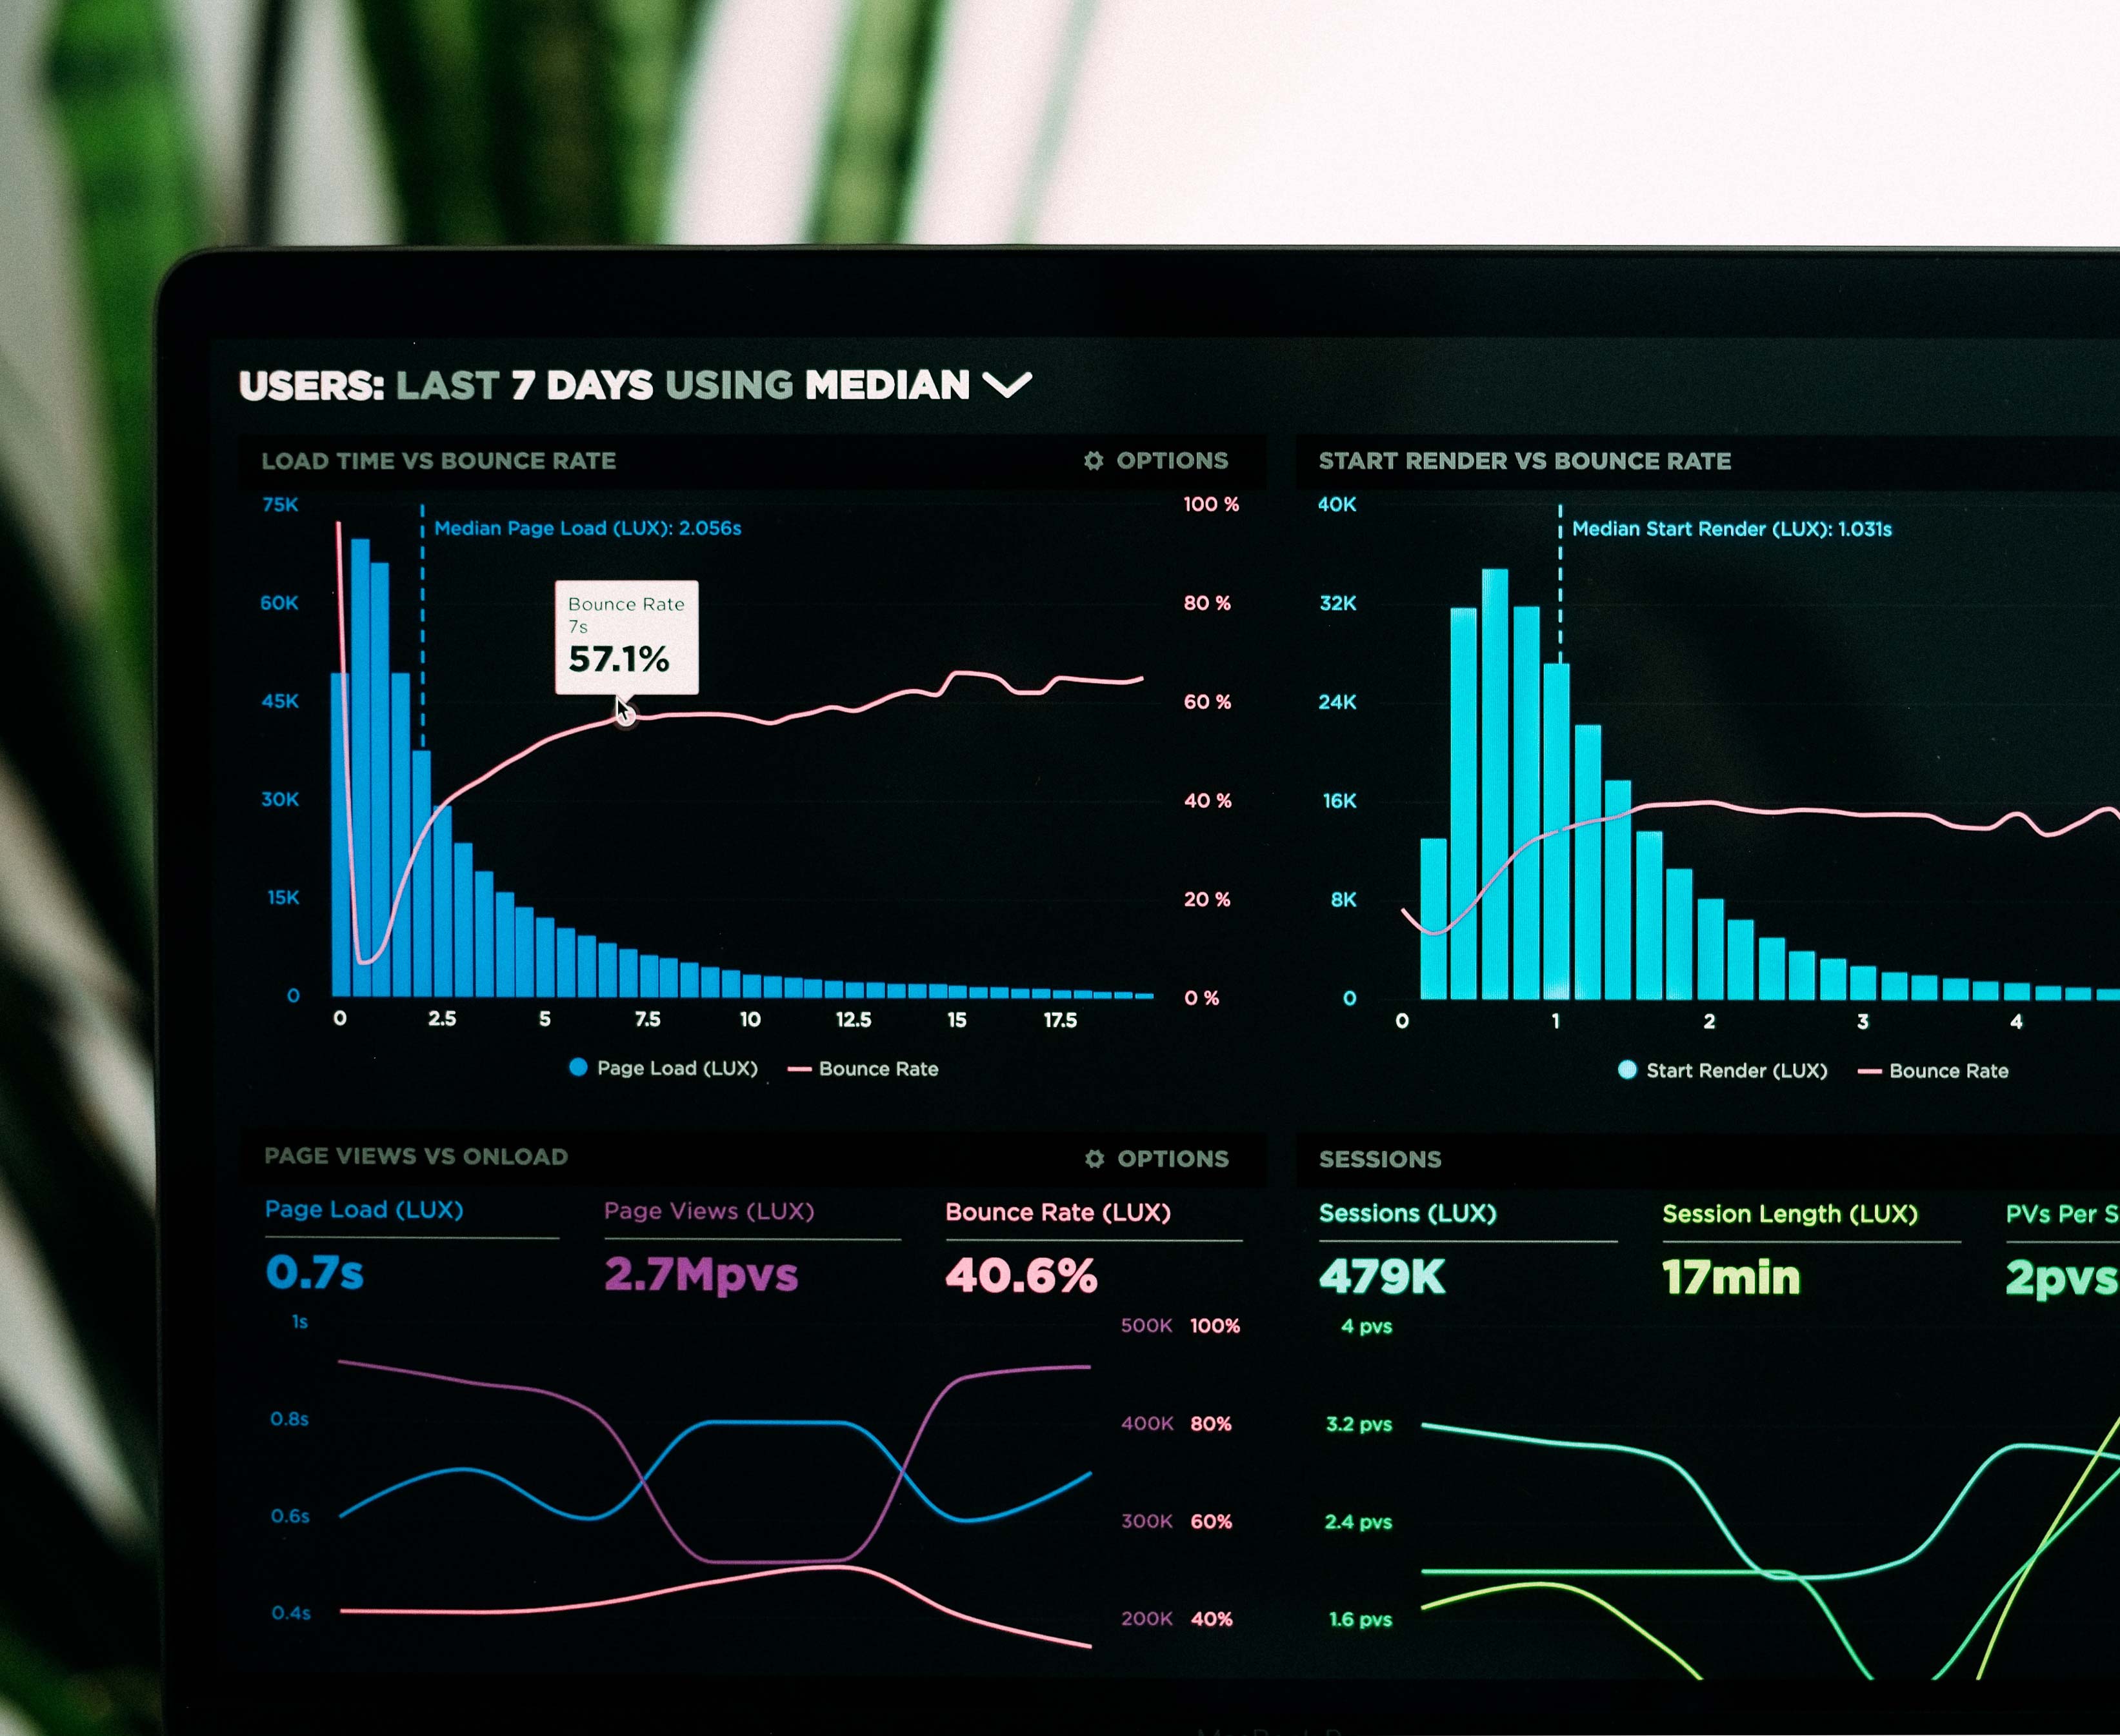 USERS: LAST 7 DAYS USING MEDIAN
LOAD TIME VS BOUNCE RATE
OPTIONS
75K
60K
45K
30K
15K
0
Median Page Load (LUX): 2.056s
Bounce Rate
7s
57.1%
100 %
80 %
60 %
40 %
20 %
0 %
0 2.5 5 7.5 10 12.5 15 17.5
Page Load (LUX) Bounce Rate
START RENDER VS BOUNCE RATE
40K
32K
24K
16K
8K
0
Median Start Render (LUX): 1.031s
0 1 2 3 4
Start Render (LUX) Bounce Rate
PAGE VIEWS VS ONLOAD
OPTIONS
Page Load (LUX)
0.7s
Page Views (LUX)
2.7Mpvs
Bounce Rate (LUX)
40.6%
1s
0.8s
0.6s
0.4s
500K 100%
400K 80%
300K 60%
200K 40%
SESSIONS
Sessions (LUX)
479K
Session Length (LUX)
17min
PVs Per S
2pvs
4 pvs
3.2 pvs
2.4 pvs
1.6 pvs